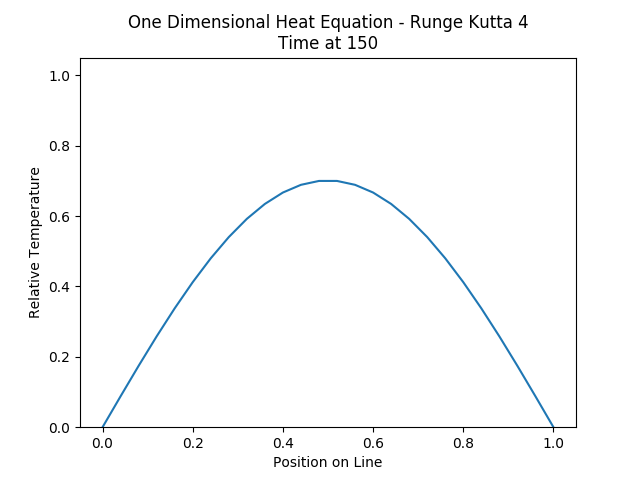 One Dimensional Heat Equation - Runge Kutta 4
Time at 150
1.0
0.8
0.6
0.4
0.2
0.0
Relative Temperature
0.0 0.2 0.4 0.6 0.8 1.0
Position on Line